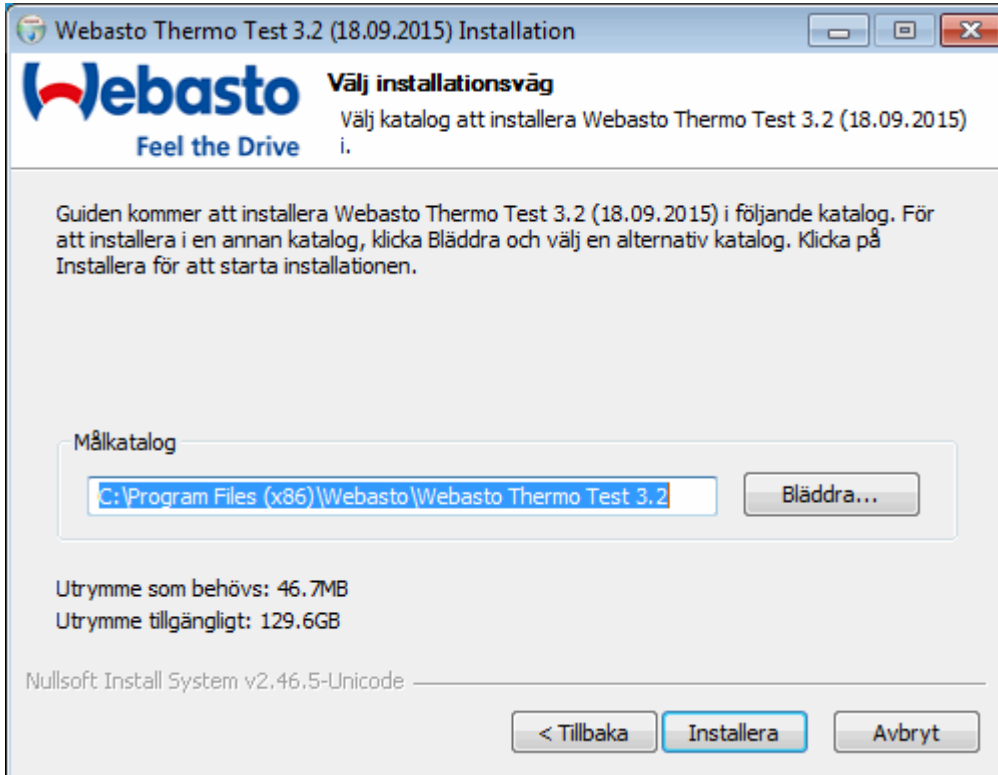 Webasto Thermo Test 3.2 (18.09.2015) Installation
Webasto
Feel the Drive
Välj installationsväg
Välj katalog att installera Webasto Thermo Test 3.2 (18.09.2015)
i.
Guiden kommer att installera Webasto Thermo Test 3.2 (18.09.2015) i följande katalog. För
att installera i en annan katalog, klicka Bläddra och välj en alternativ katalog. Klicka på
Installera för att starta installationen.
Målkatalog
C:\Program Files (x86)\Webasto\Webasto Thermo Test 3.2
Bläddra...
Utrymme som behövs: 46.7MB
Utrymme tillgängligt: 129.6GB
Nullsoft Install System v2.46.5-Unicode
< Tillbaka
Installera
Avbryt